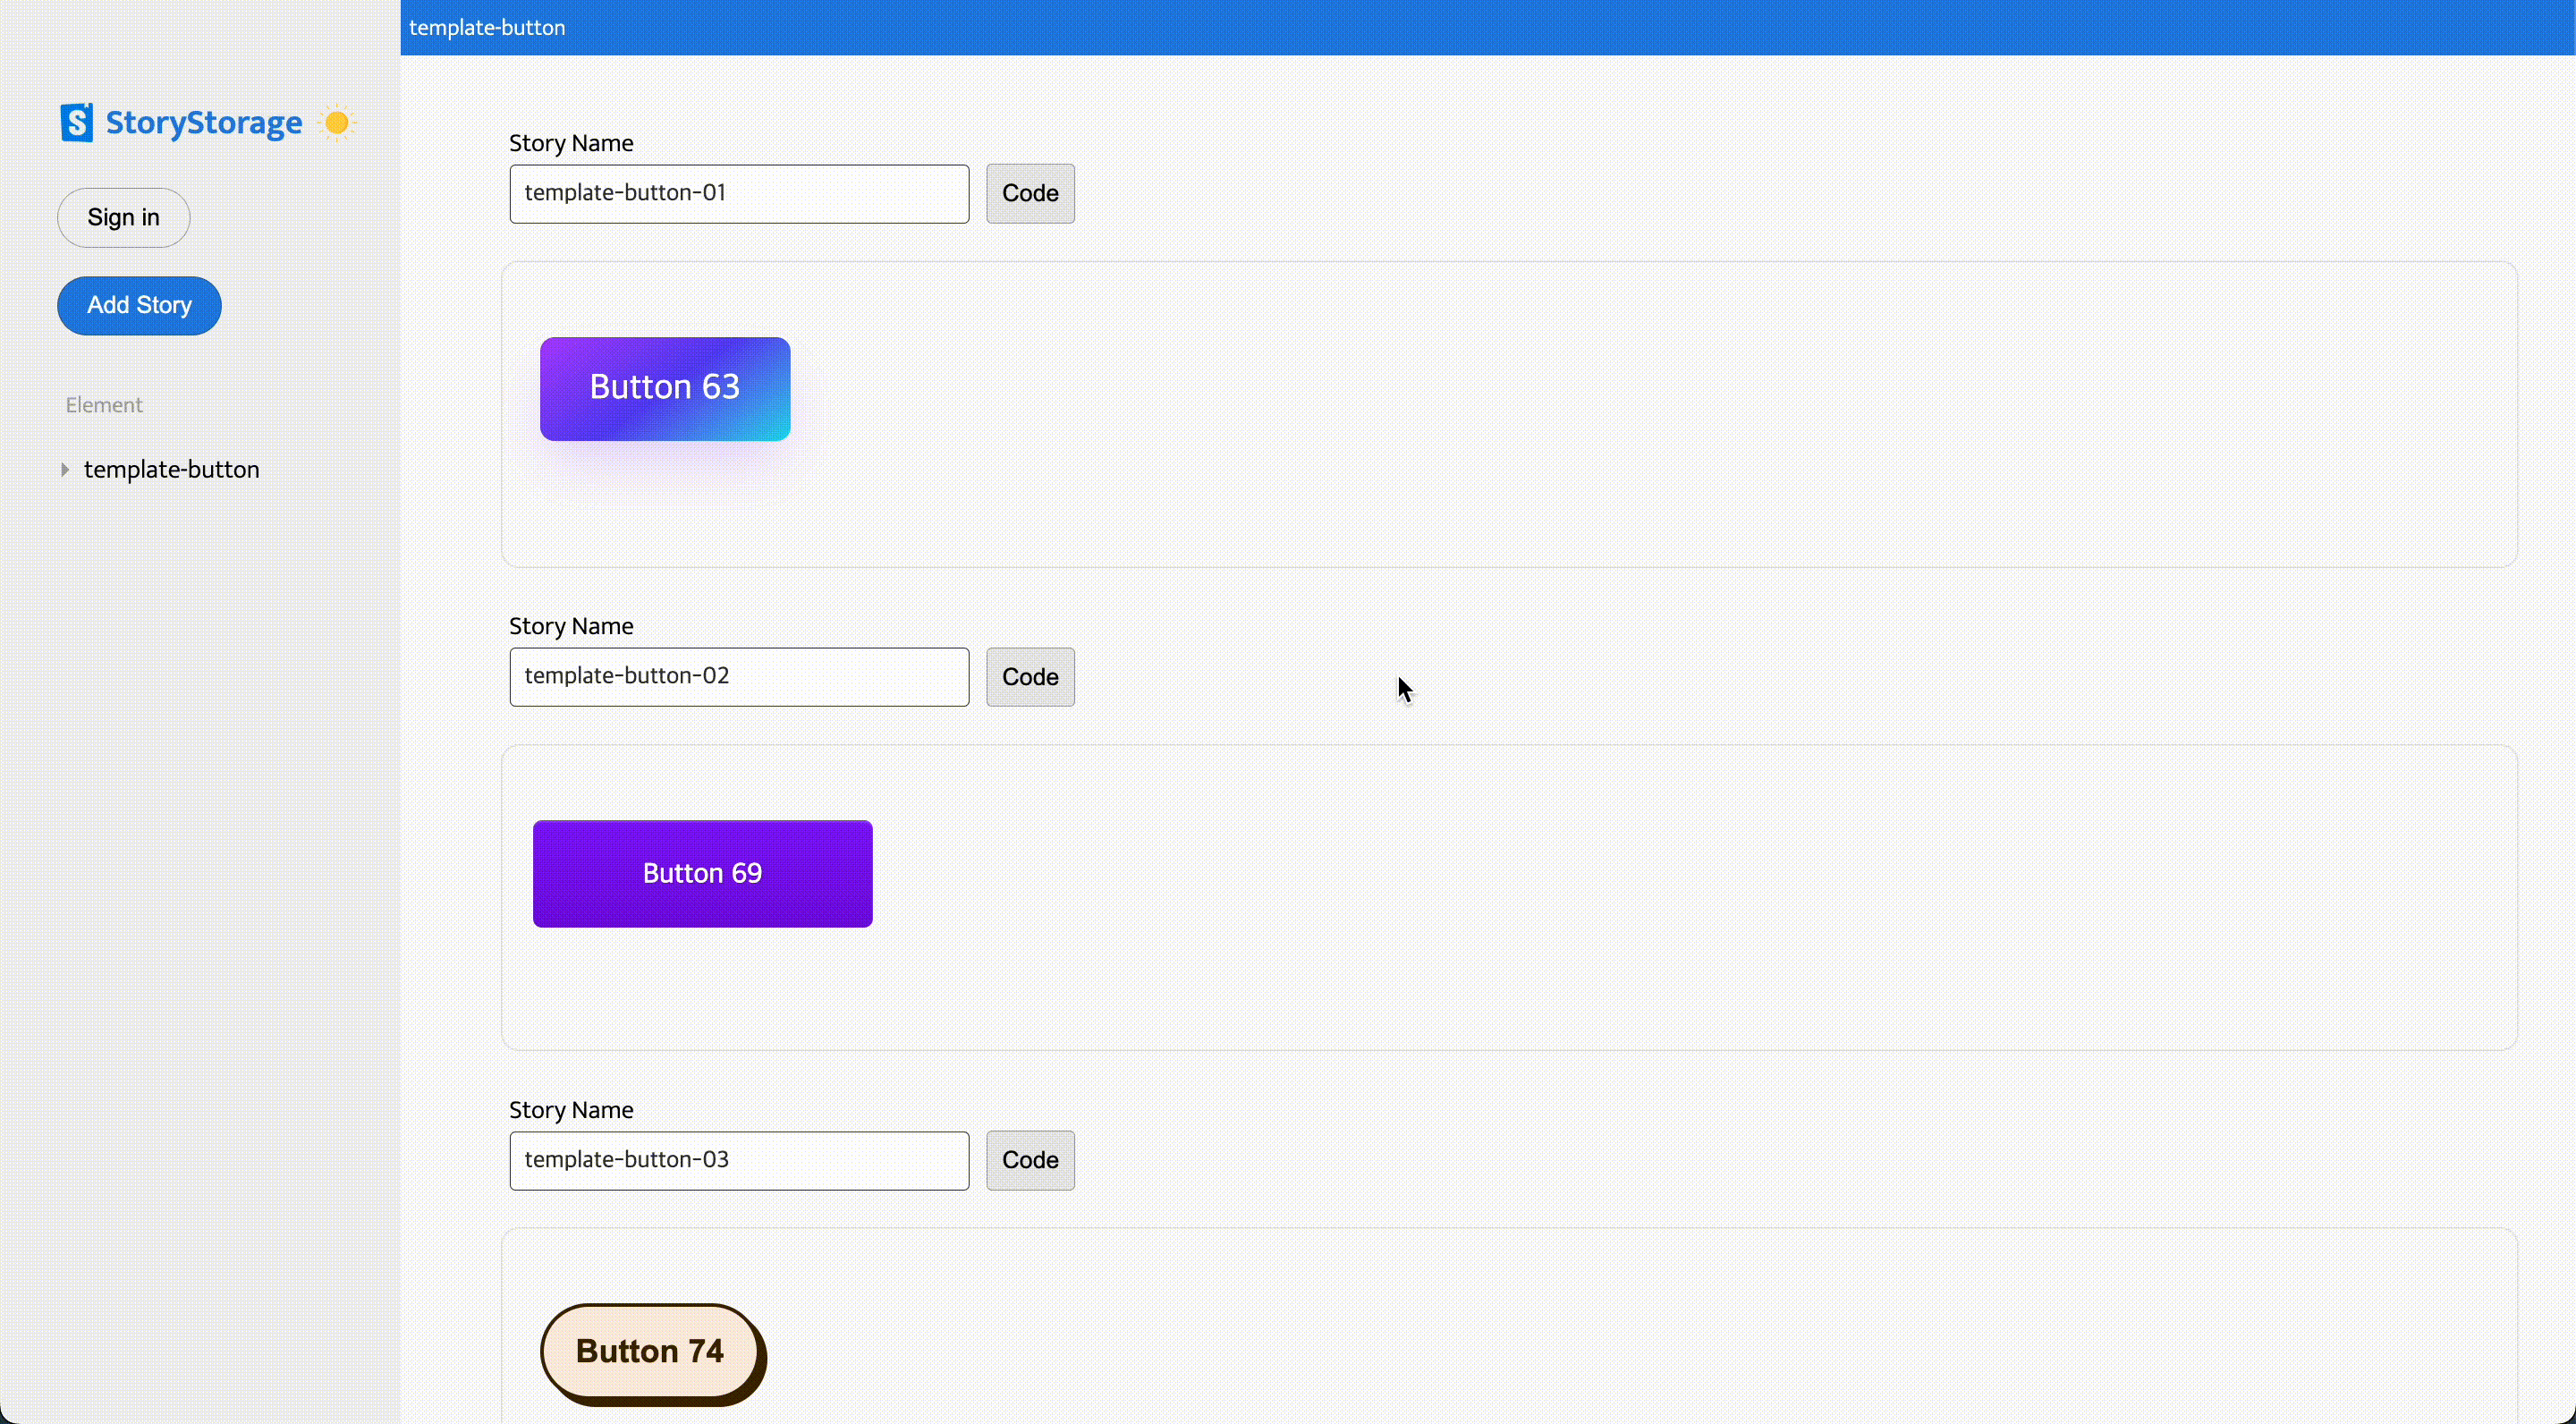 template-button
StoryStorage
Sign in
Add Story
Element
template-button
Story Name
template-button-01
Code
Button 63
Story Name
template-button-02
Code
Button 69
Story Name
template-button-03
Code
Button 74